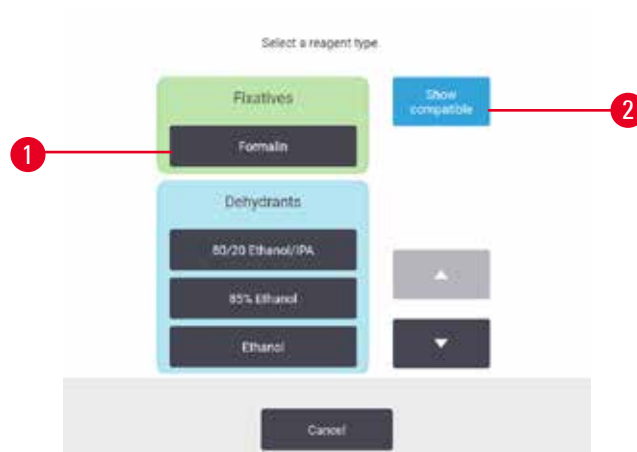 Select a reagent type
Fixatives
Show
compatible
2
1
Formalin
Dehydrants
80/20 Ethanol/IPA
85% Ethanol
Ethanol
Cancel